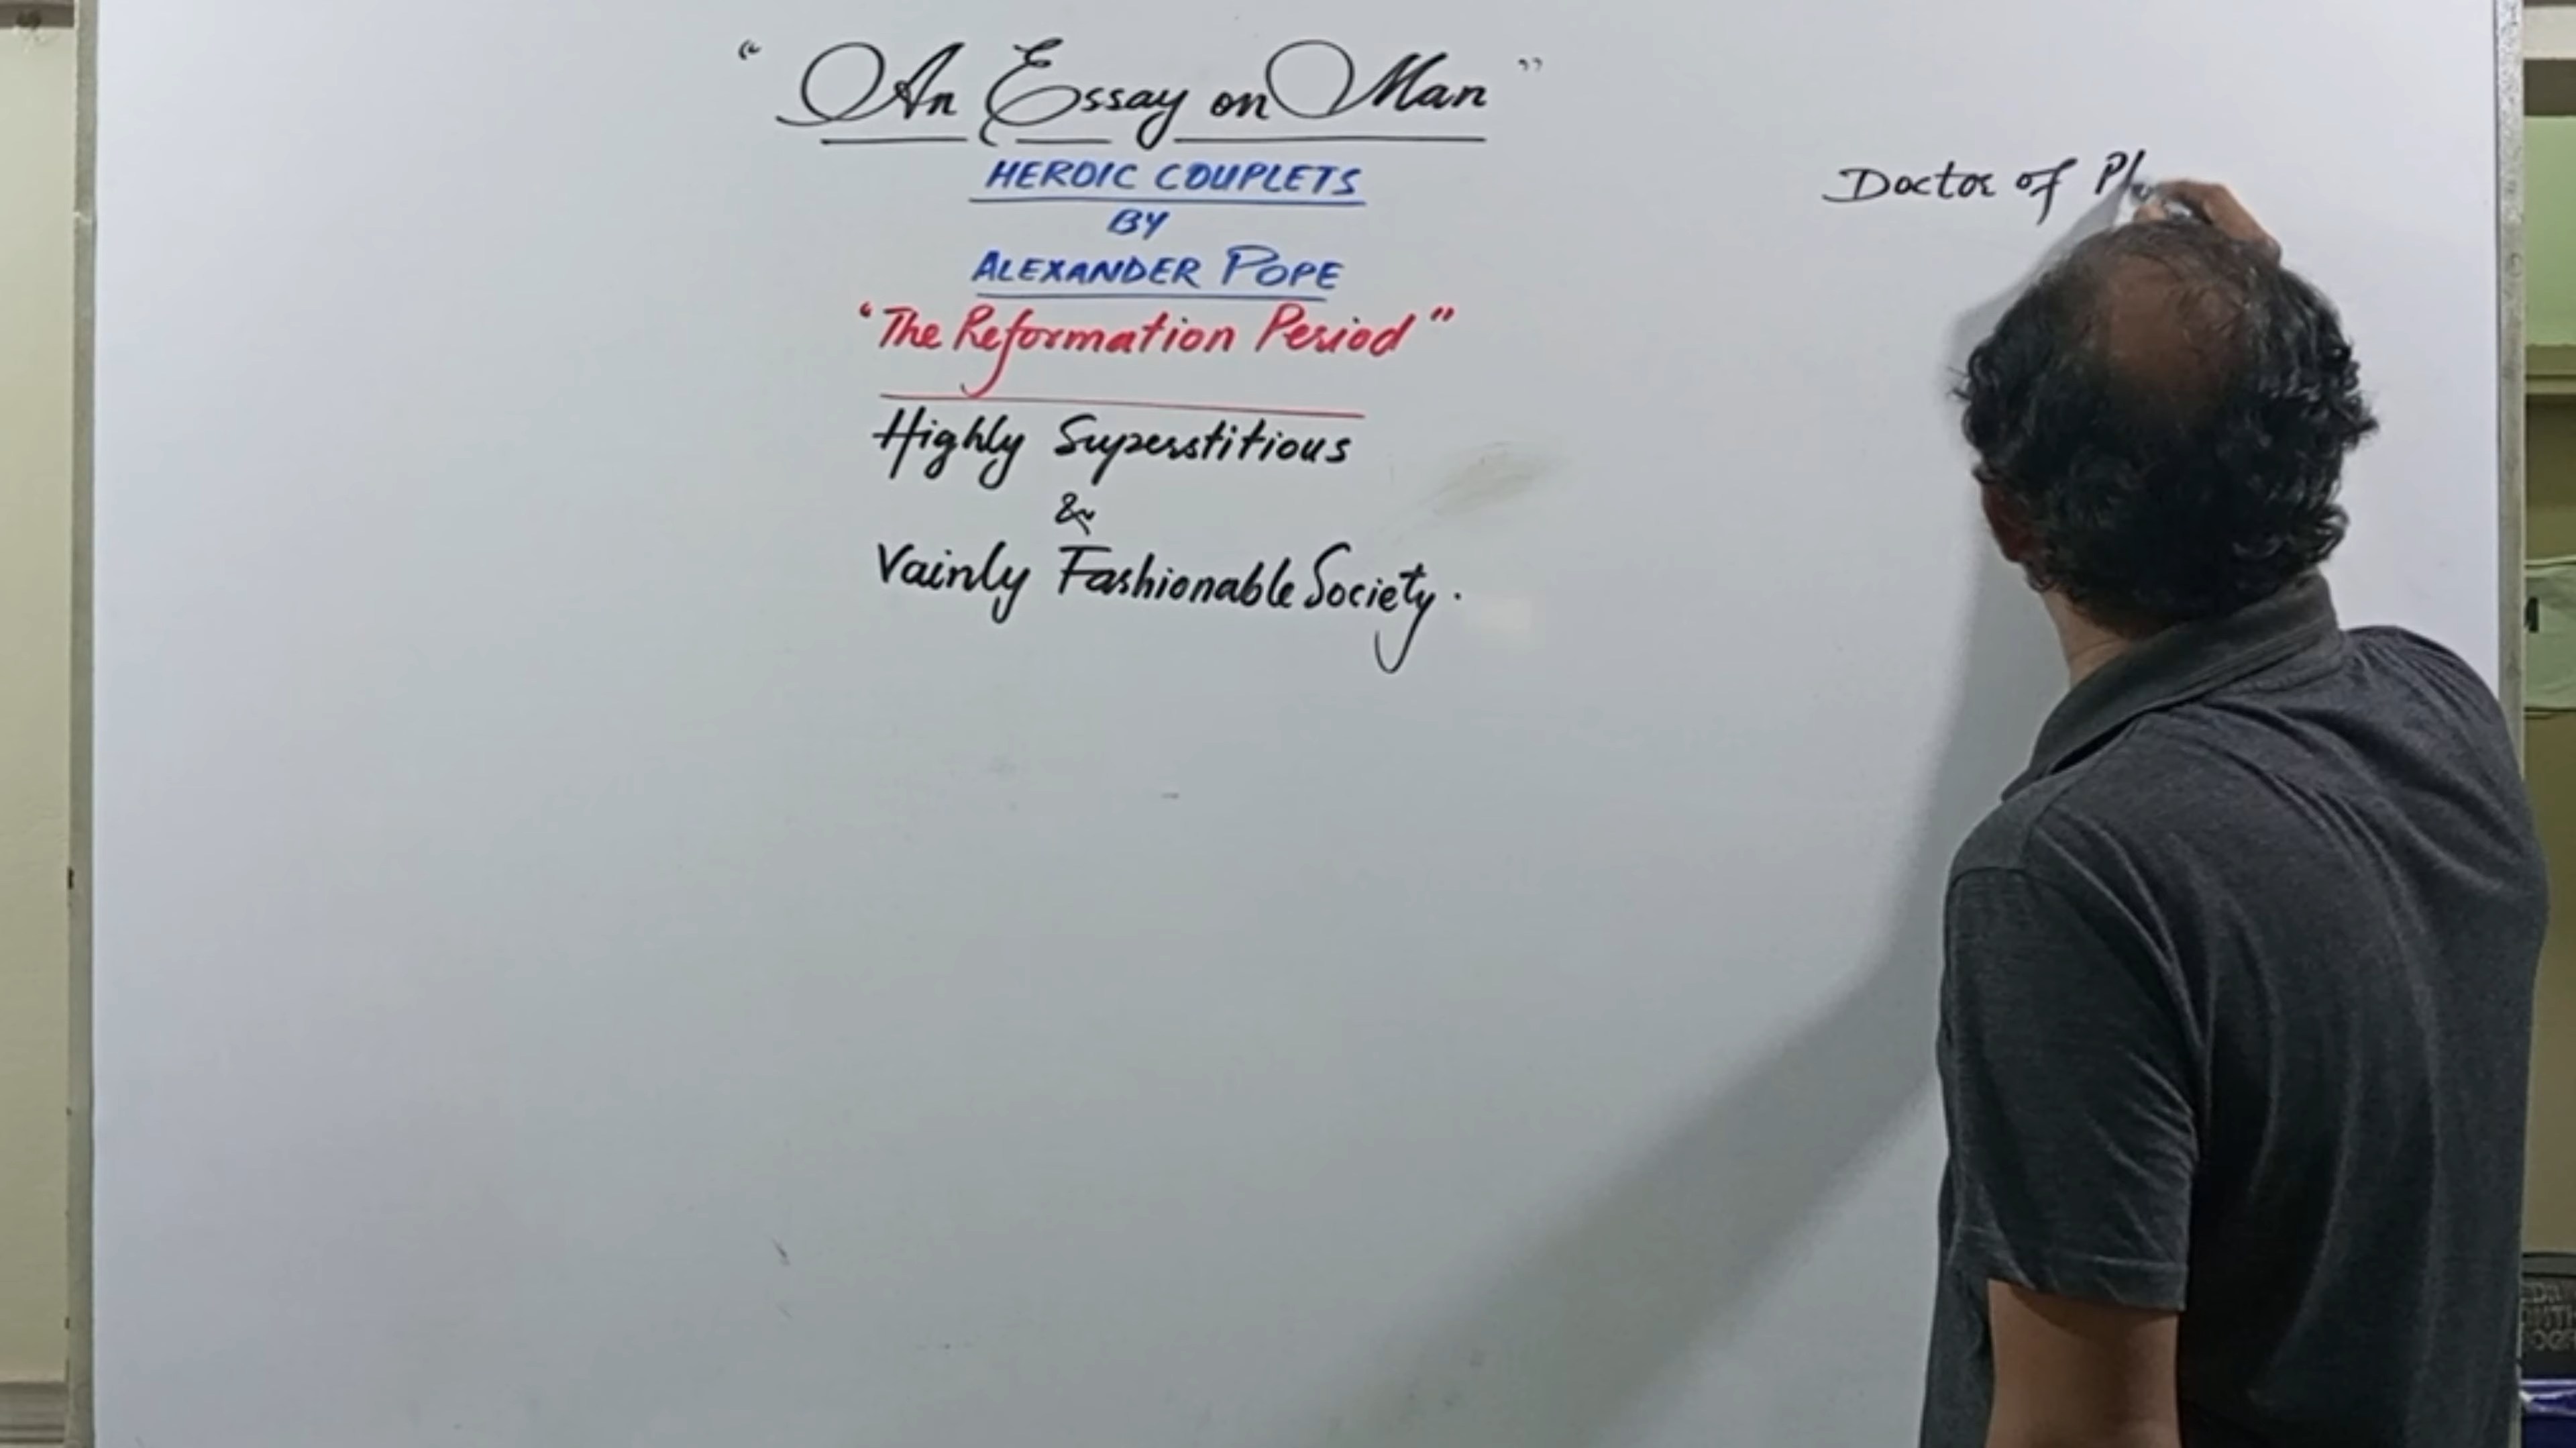 “ An Essay on Man ”
HEROIC COUPLETS
BY
ALEXANDER POPE
‘The Reformation Period”
Highly Superstitious
&
Vainly Fashionable Society.
Doctor of